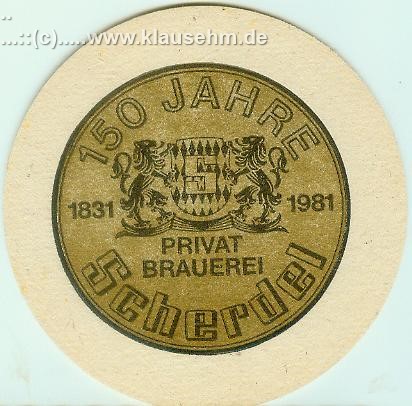 ...::(c).....www.klausehm.de
150 JAHRE
1831 1981
PRIVAT
BRAUEREI
Scherdel